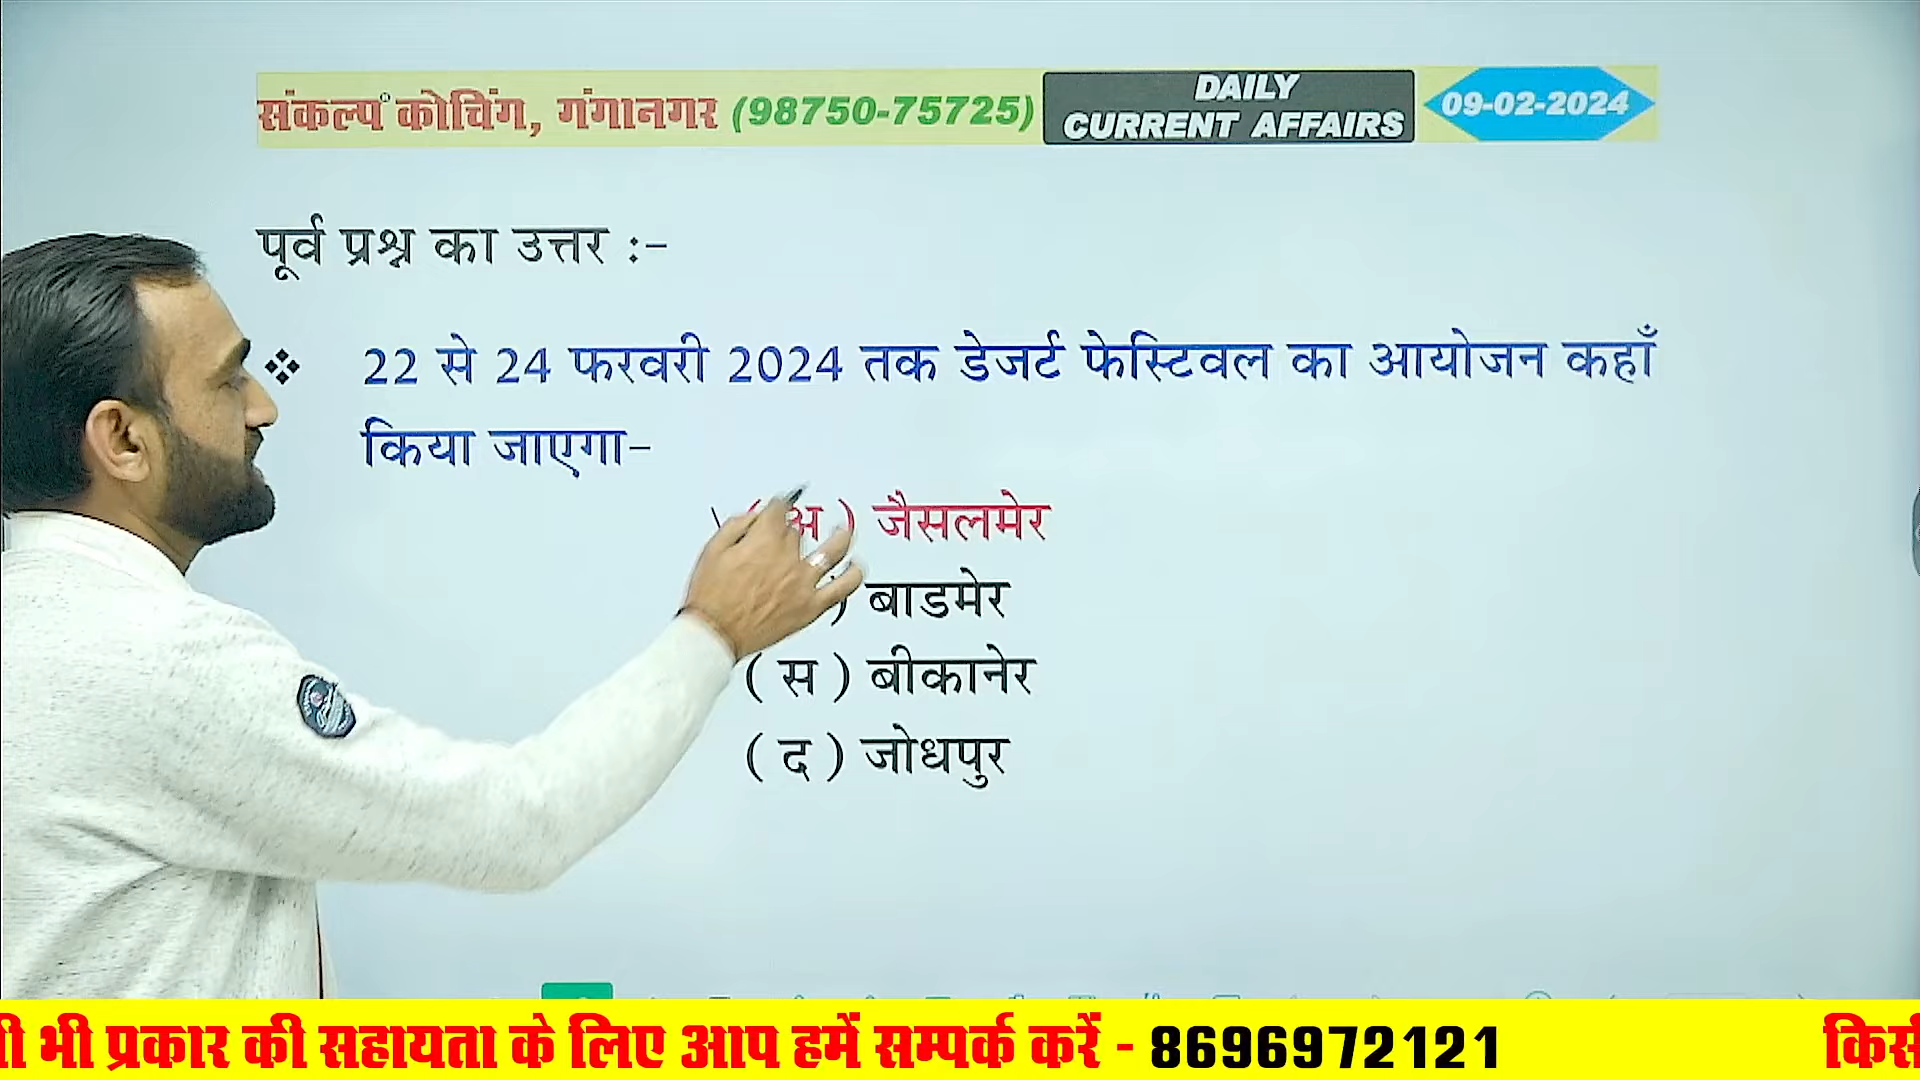 संकल्प कोचिंग, गंगानगर (98750-75725)
DAILY
CURRENT AFFAIRS
09-02-2024
पूर्व प्रश्न का उत्तर :-
❖ 22 से 24 फरवरी 2024 तक डेजर्ट फेस्टिवल का आयोजन कहाँ
किया जाएगा-
(अ) जैसलमेर
) बाडमेर
( स ) बीकानेर
( द ) जोधपुर
भी प्रकार की सहायता के लिए आप हमें सम्पर्क करें - 8696972121